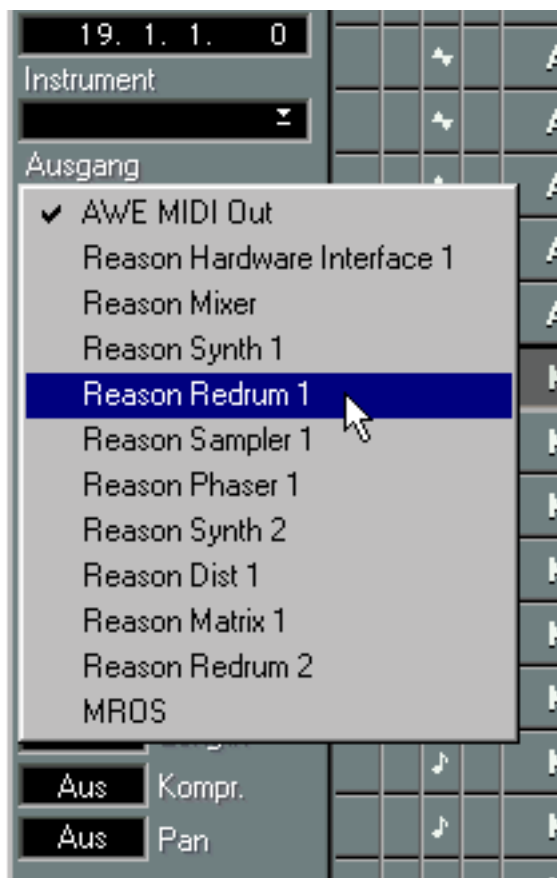 19. 1. 1. 0
Instrument
Ausgang
AWE MIDI Out
Reason Hardware Interface 1
Reason Mixer
Reason Synth 1
Reason Redrum 1
Reason Sampler 1
Reason Phaser 1
Reason Synth 2
Reason Dist 1
Reason Matrix 1
Reason Redrum 2
MROS
Aus Kompr.
Aus Pan